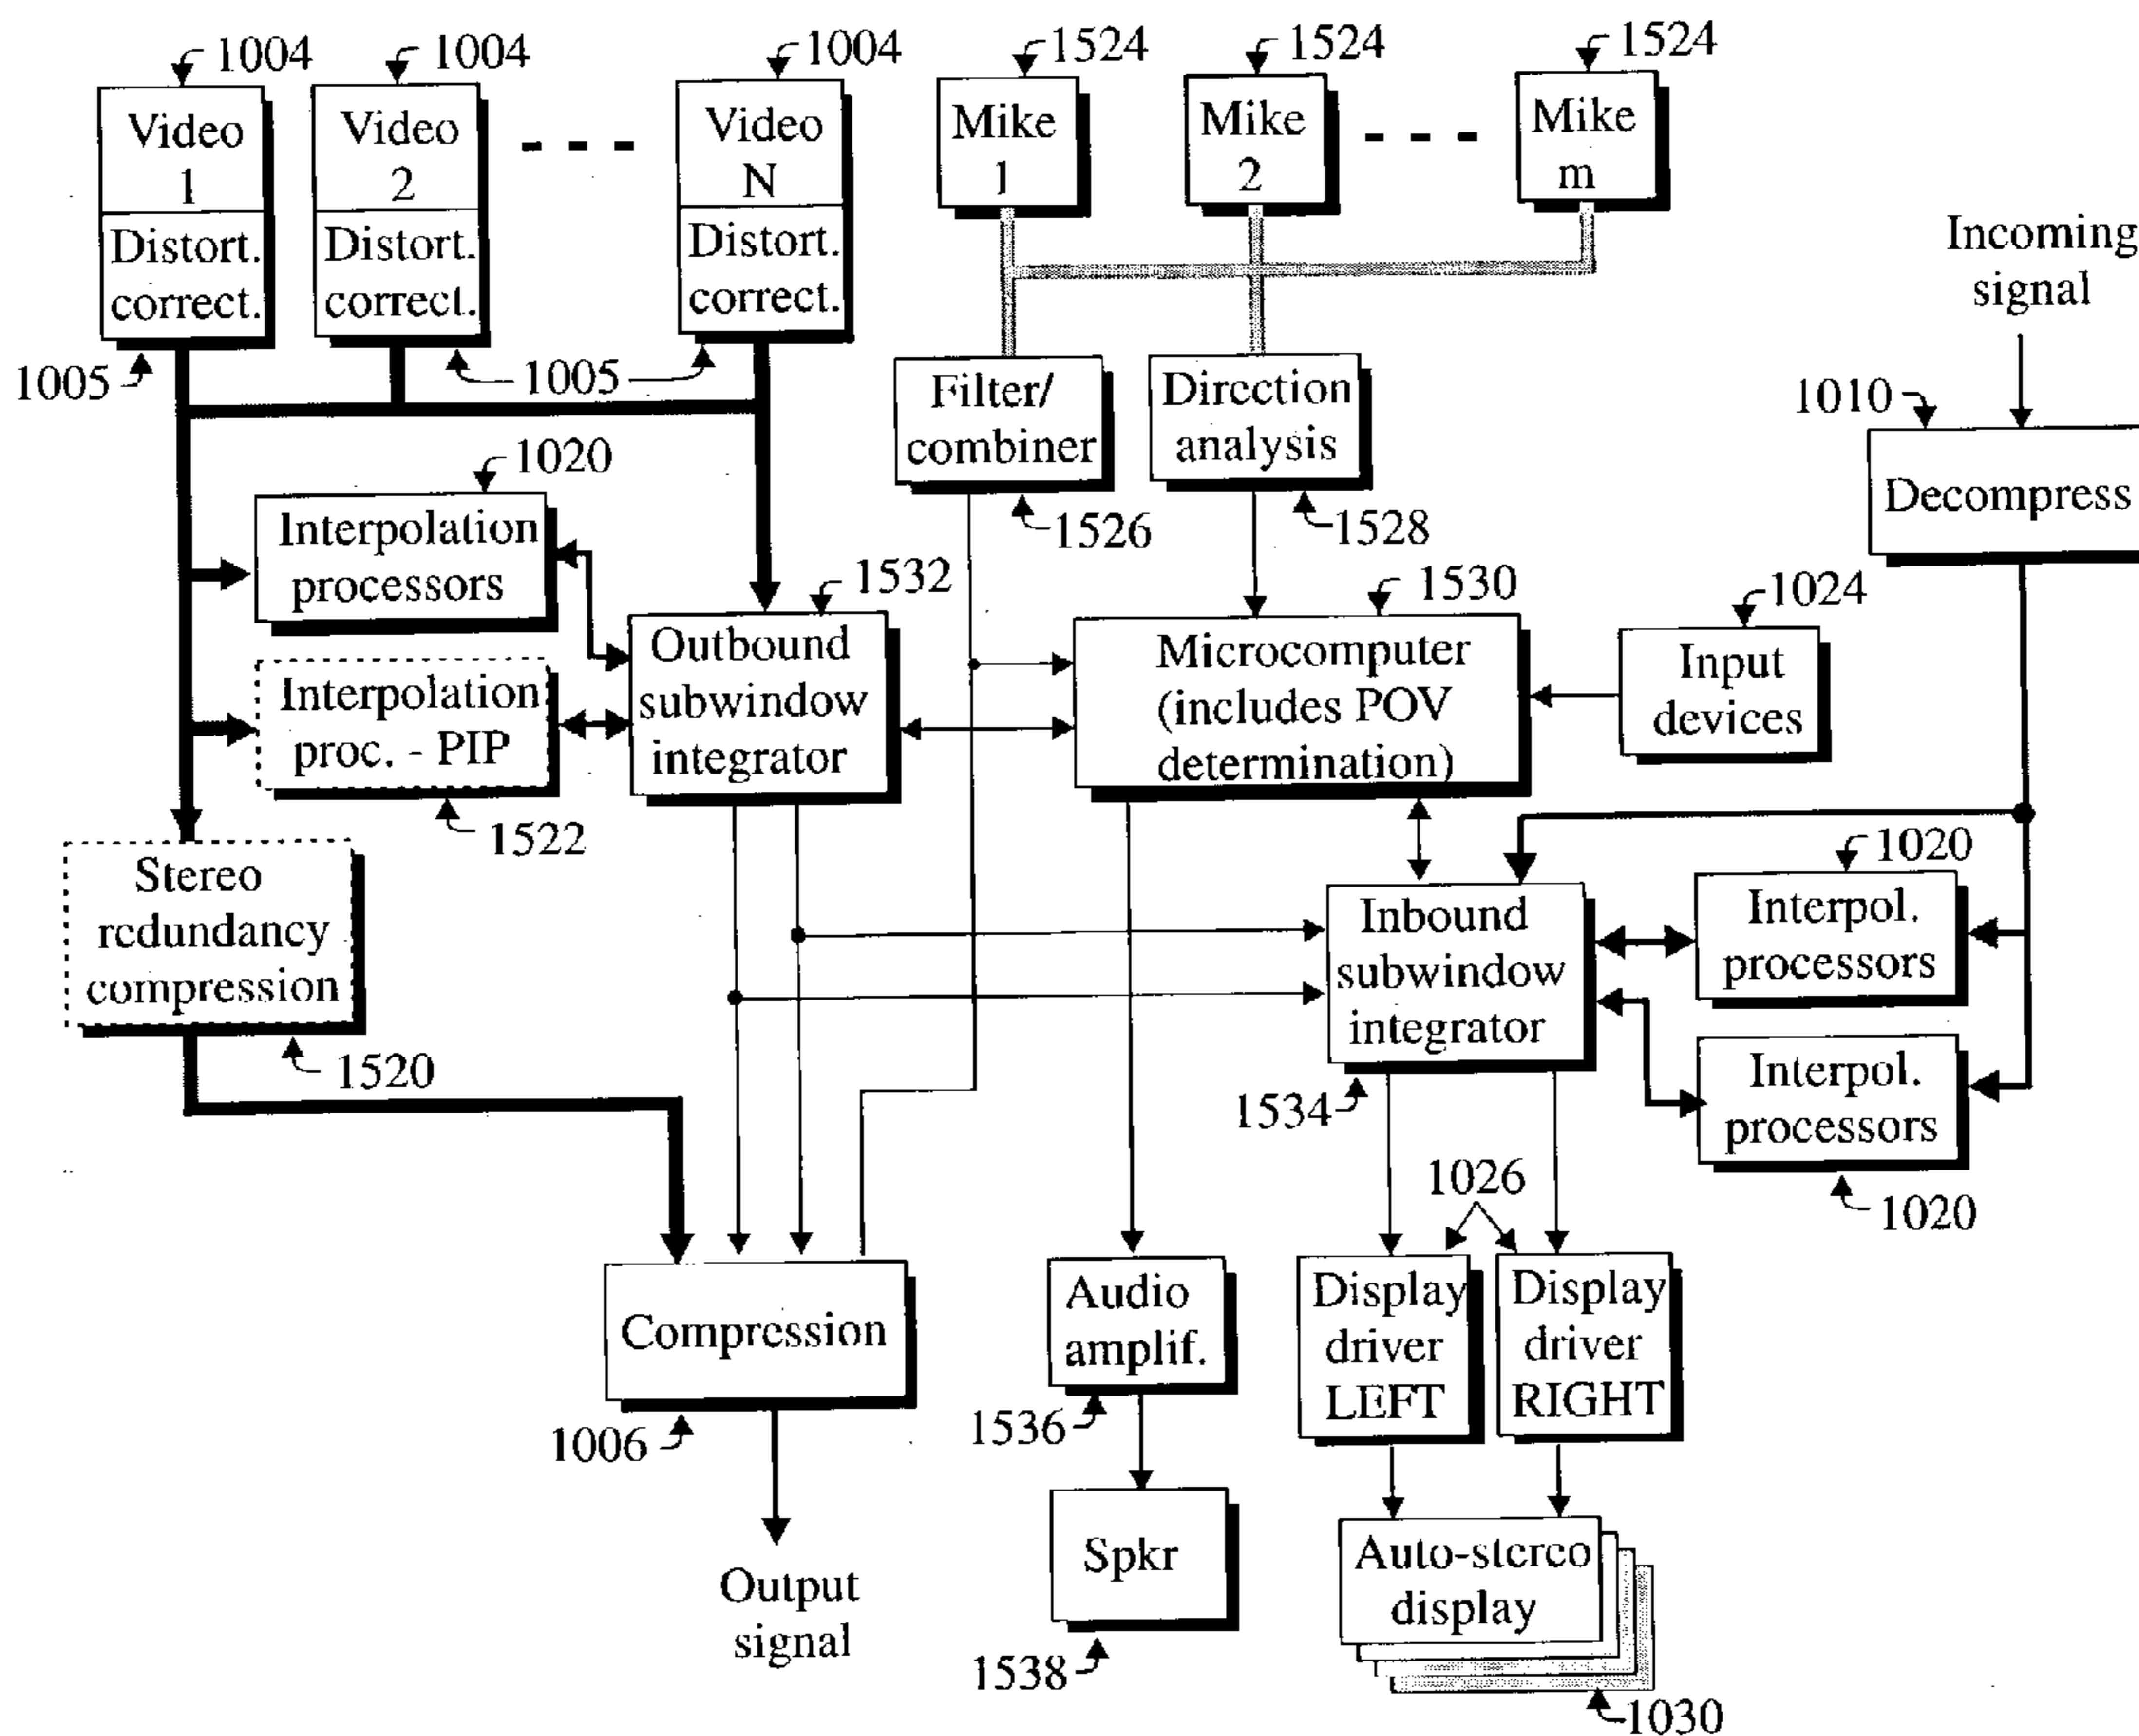 1004
1004
1004
1524
1524
1524
Video
1
Distort.
correct.
Video
2
Distort.
correct.
- - - -
Video
N
Distort.
correct.
Mike
1
Mike
2
- - - -
Mike
m
Incoming
signal
1005
1005
Filter/
combiner
Direction
analysis
1010
Decompress
1020
1526
1528
Interpolation
processors
1532
1530
1024
Interpolation
proc. - PIP
Outbound
subwindow
integrator
Microcomputer
(includes POV
determination)
Input
devices
1522
1020
Stereo
redundancy
compression
Inbound
subwindow
integrator
Interpol.
processors
1520
1534
Interpol.
processors
1026
1020
Compression
Audio
amplif.
Display
driver
LEFT
Display
driver
RIGHT
1006
1536
Output
signal
Spkr
Auto-stereo
display
1538
1030